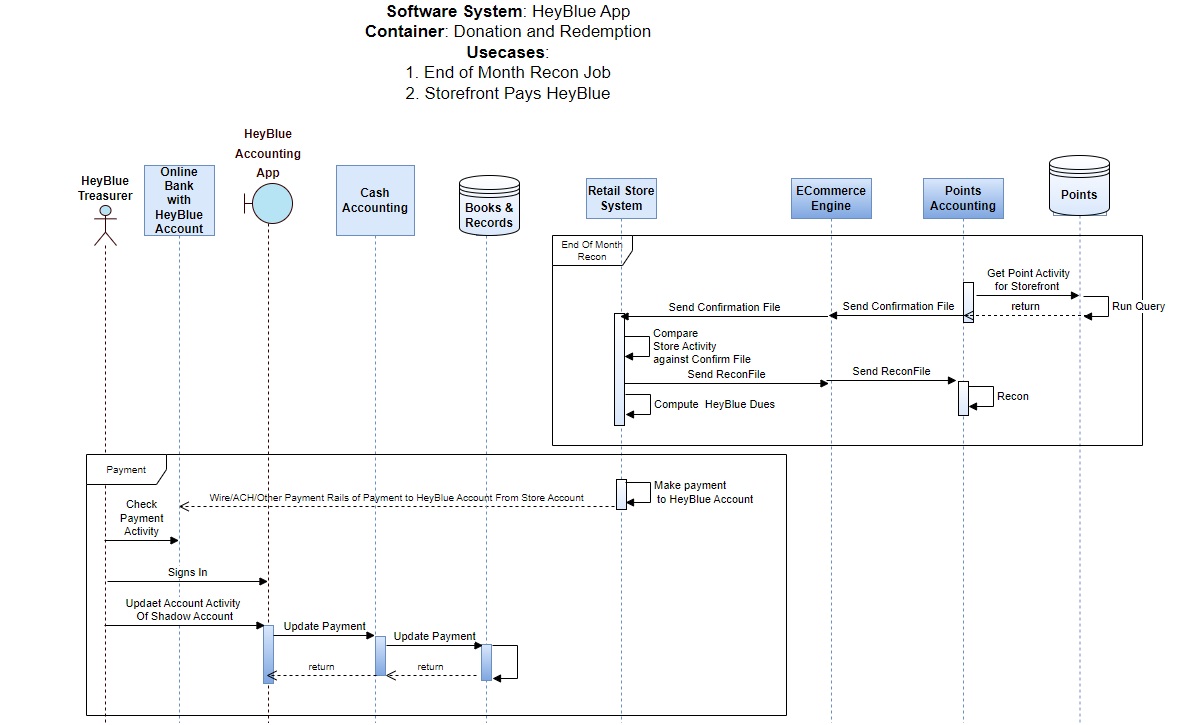 Software System: HeyBlue App
Container: Donation and Redemption
Usecases:
1. End of Month Recon Job
2. Storefront Pays HeyBlue
HeyBlue
Treasurer
Online
Bank
with
HeyBlue
Account
HeyBlue
Accounting
App
Cash
Accounting
Books &
Records
Retail Store
System
ECommerce
Engine
Points
Accounting
Points
End Of Month
Recon
Get Point Activity
for Storefront
Run Query
return
Send Confirmation File
Send Confirmation File
Compare
Store Activity
against Confirm File
Send ReconFile
Send ReconFile
Recon
Compute HeyBlue Dues
Payment
Make payment
to HeyBlue Account
Wire/ACH/Other Payment Rails of Payment to HeyBlue Account From Store Account
Check
Payment
Activity
Signs In
Updaet Account Activity
Of Shadow Account
Update Payment
Update Payment
return
return